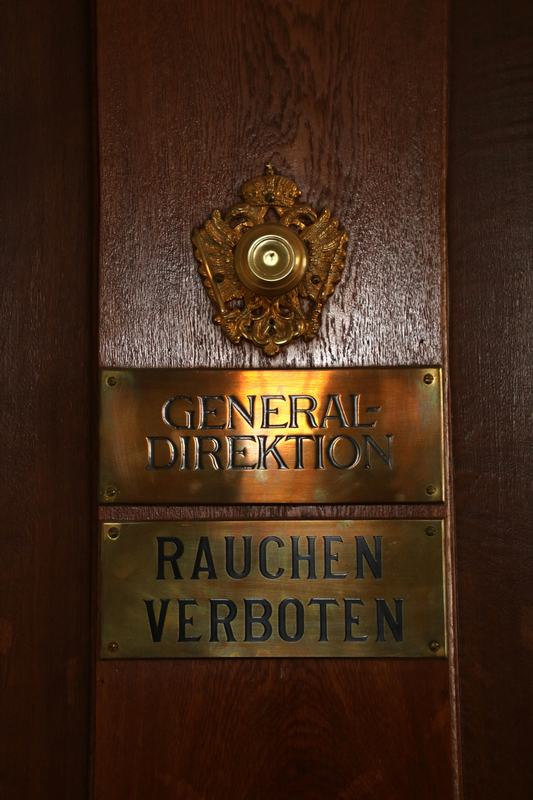 GENERAL-
DIREKTION
RAUCHEN
VERBOTEN